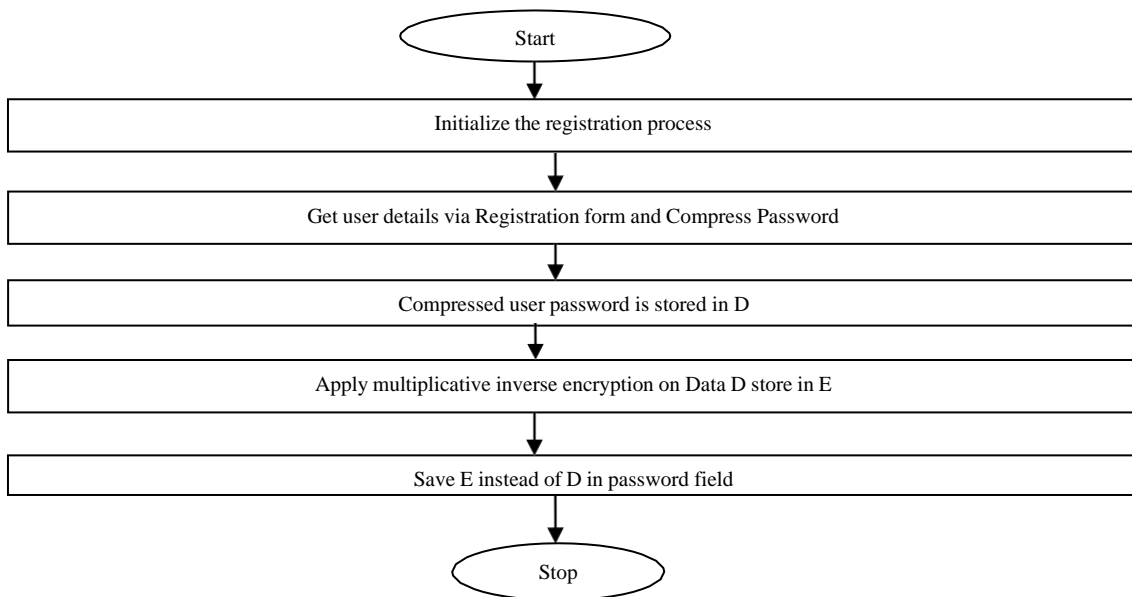 Start
Initialize the registration process
Get user details via Registration form and Compress Password
Compressed user password is stored in D
Apply multiplicative inverse encryption on Data D store in E
Save E instead of D in password field
Stop